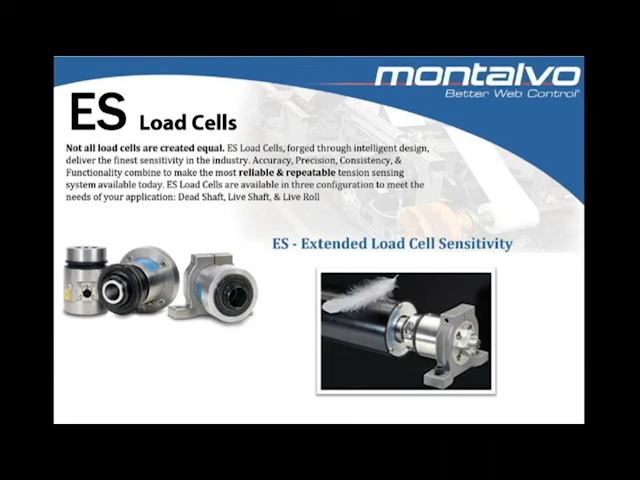 montalvo
Better Web Control
ES Load Cells
Not all load cells are created equal. ES Load Cells, forged through intelligent design,
deliver the finest sensitivity in the industry. Accuracy, Precision, Consistency, &
Functionality combine to make the most reliable & repeatable tension sensing
system available today. ES Load Cells are available in three configuration to meet the
needs of your application: Dead Shaft, Live Shaft, & Live Roll
ES - Extended Load Cell Sensitivity